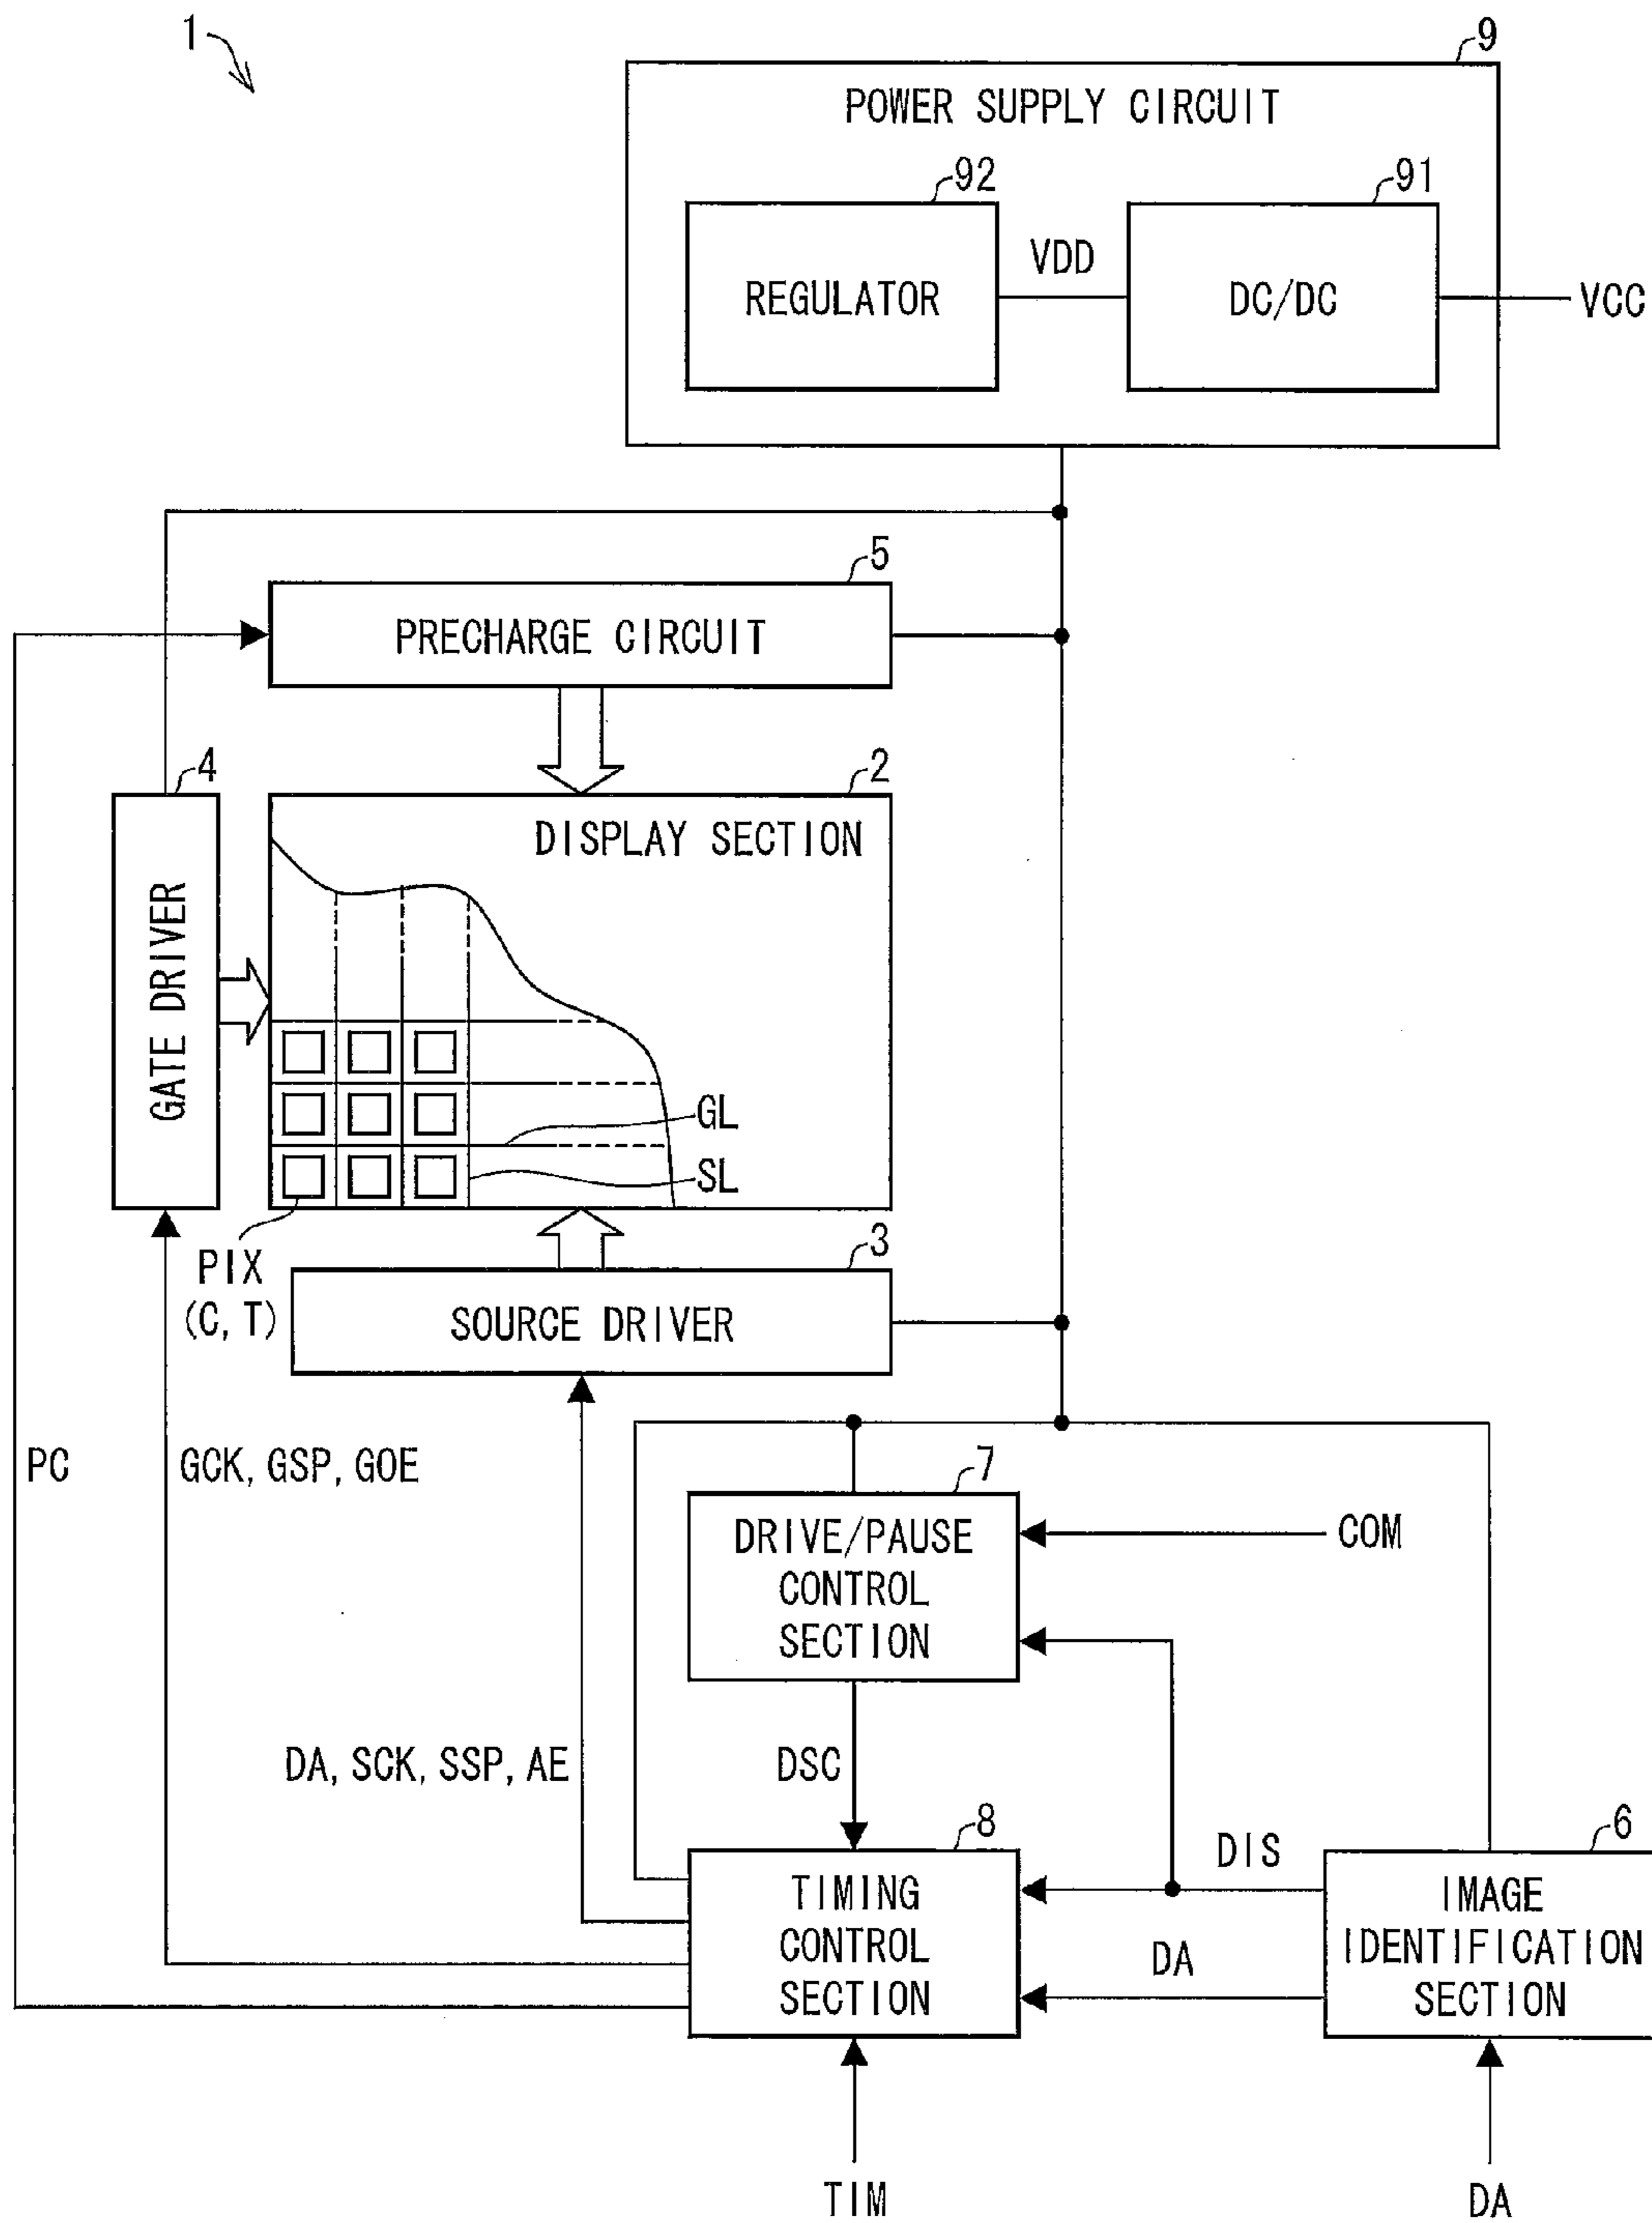 1
9
POWER SUPPLY CIRCUIT
92
91
REGULATOR
VDD
DC/DC
VCC
5
PRECHARGE CIRCUIT
4
2
DISPLAY SECTION
GATE DRIVER
GL
SL
PIX
(C, T)
3
SOURCE DRIVER
PC
GCK, GSP, GOE
7
DRIVE/PAUSE
CONTROL
SECTION
COM
DA, SCK, SSP, AE
DSC
8
TIMING
CONTROL
SECTION
DIS
DA
6
IMAGE
IDENTIFICATION
SECTION
TIM
DA